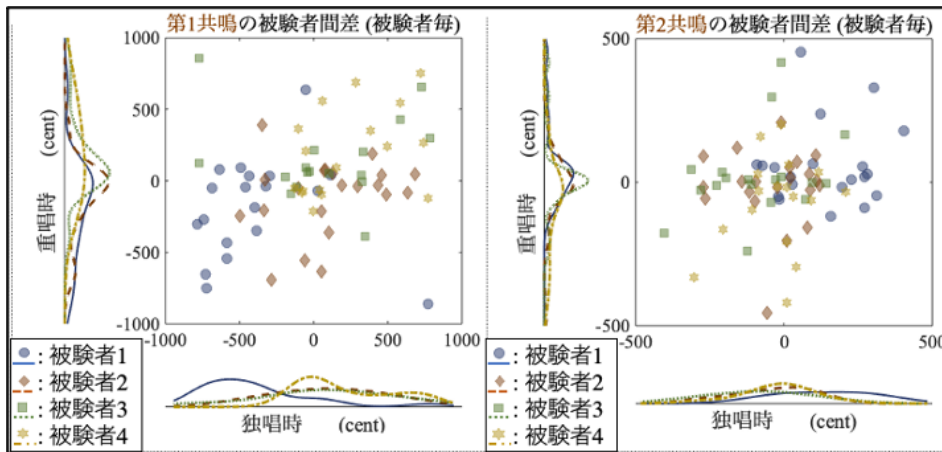 第1共鳴の被験者間差 (被験者毎)
1000
500
0
-500
-1000
重唱時 (cent)
-1000 -500 0 500 1000
独唱時 (cent)
: 被験者1
: 被験者2
: 被験者3
: 被験者4
第2共鳴の被験者間差 (被験者毎)
500
0
-500
重唱時 (cent)
-500 0 500
独唱時 (cent)
: 被験者1
: 被験者2
: 被験者3
: 被験者4